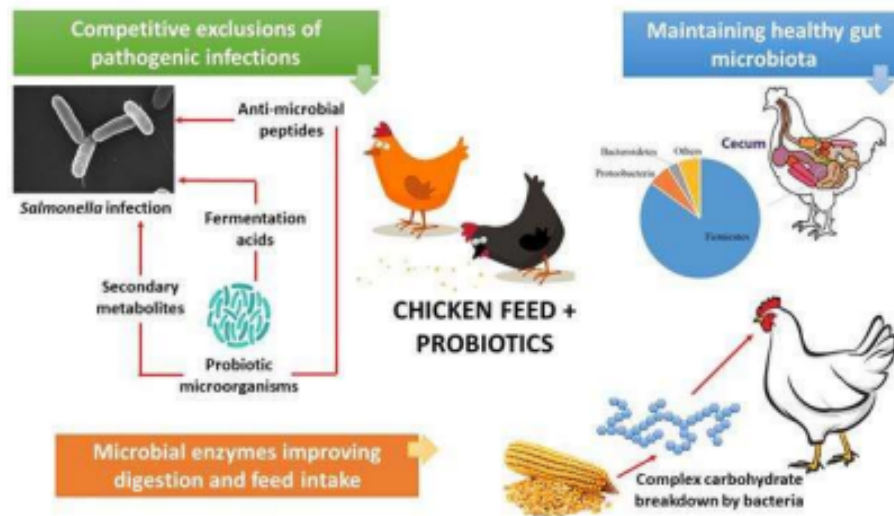 Competitive exclusions of
pathogenic infections
Maintaining healthy gut
microbiota
Anti-microbial
peptides
Salmonella infection
Fermentation
acids
Secondary
metabolites
Probiotic
microorganisms
CHICKEN FEED +
PROBIOTICS
Bacteroidetes
Others
Proteobacteria
Firmicutes
Cecum
Microbial enzymes improving
digestion and feed intake
Complex carbohydrate
breakdown by bacteria